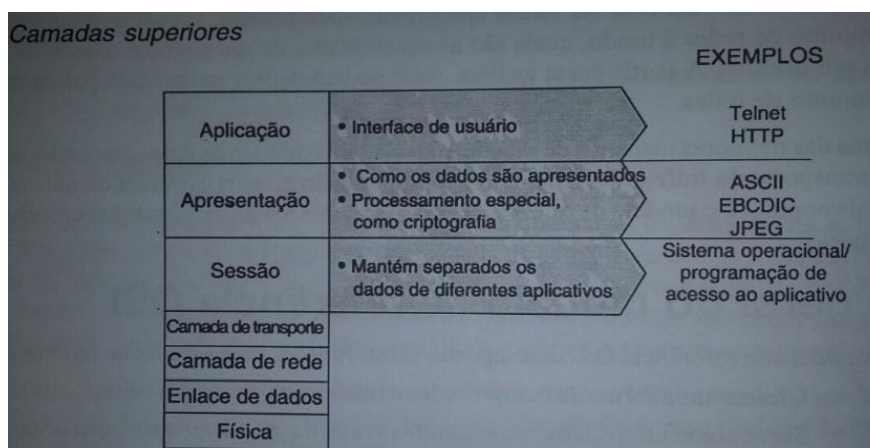 Camadas superiores
EXEMPLOS
Aplicação
• Interface de usuário
Telnet
HTTP
Apresentação
• Como os dados são apresentados
• Processamento especial,
como criptografia
ASCII
EBCDIC
JPEG
Sessão
• Mantém separados os
dados de diferentes aplicativos
Sistema operacional/
programação de
acesso ao aplicativo
Camada de transporte
Camada de rede
Enlace de dados
Física